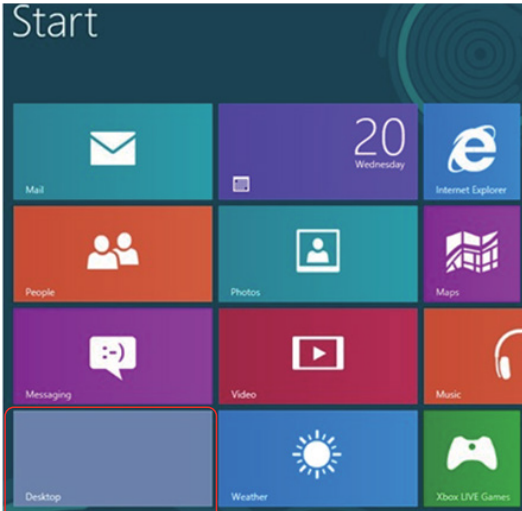 Start
20
Wednesday
Mail
Internet Explorer
People
Photos
Maps
:-)
Messaging
Video
Music
Desktop
Weather
Xbox LIVE Games